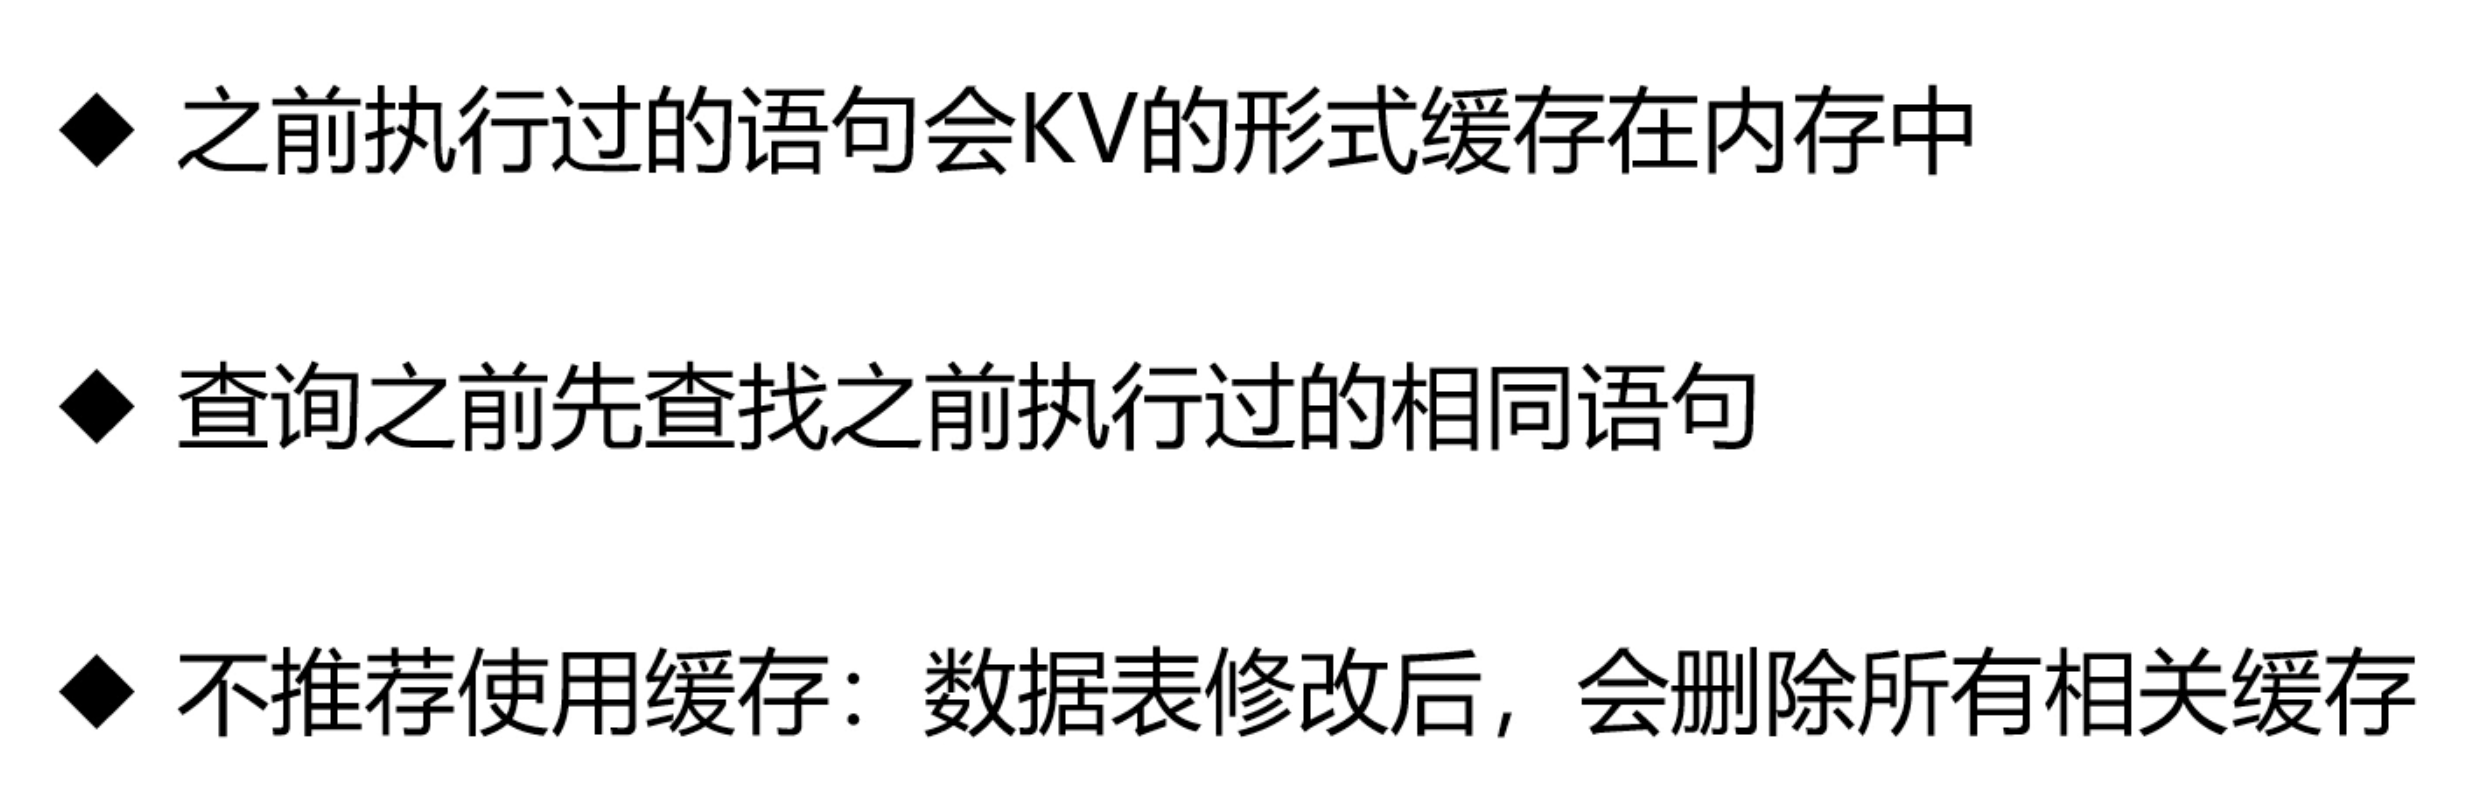 ◆ 之前执行过的语句会KV的形式缓存在内存中
◆ 查询之前先查找之前执行过的相同语句
◆ 不推荐使用缓存：数据表修改后，会删除所有相关缓存